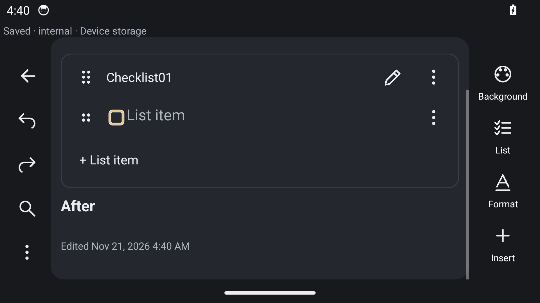 4:40
Saved · internal · Device storage
Checklist01
List item
+ List item
After
Edited Nov 21, 2026 4:40 AM
Background
List
Format
Insert